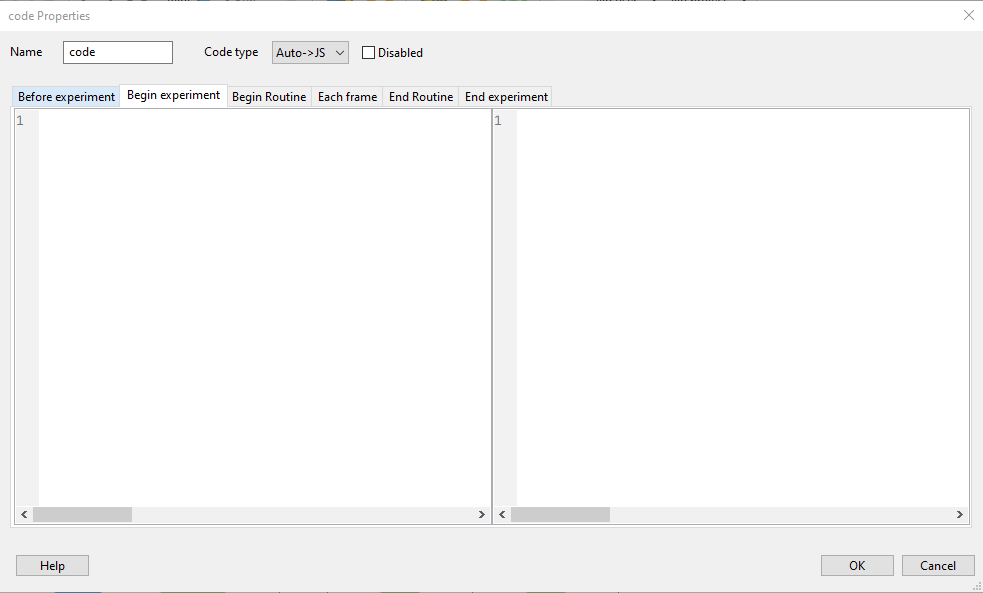 code Properties
Name code Code type Auto->JS Disabled
Before experiment Begin experiment Begin Routine Each frame End Routine End experiment
1 1
Help OK Cancel